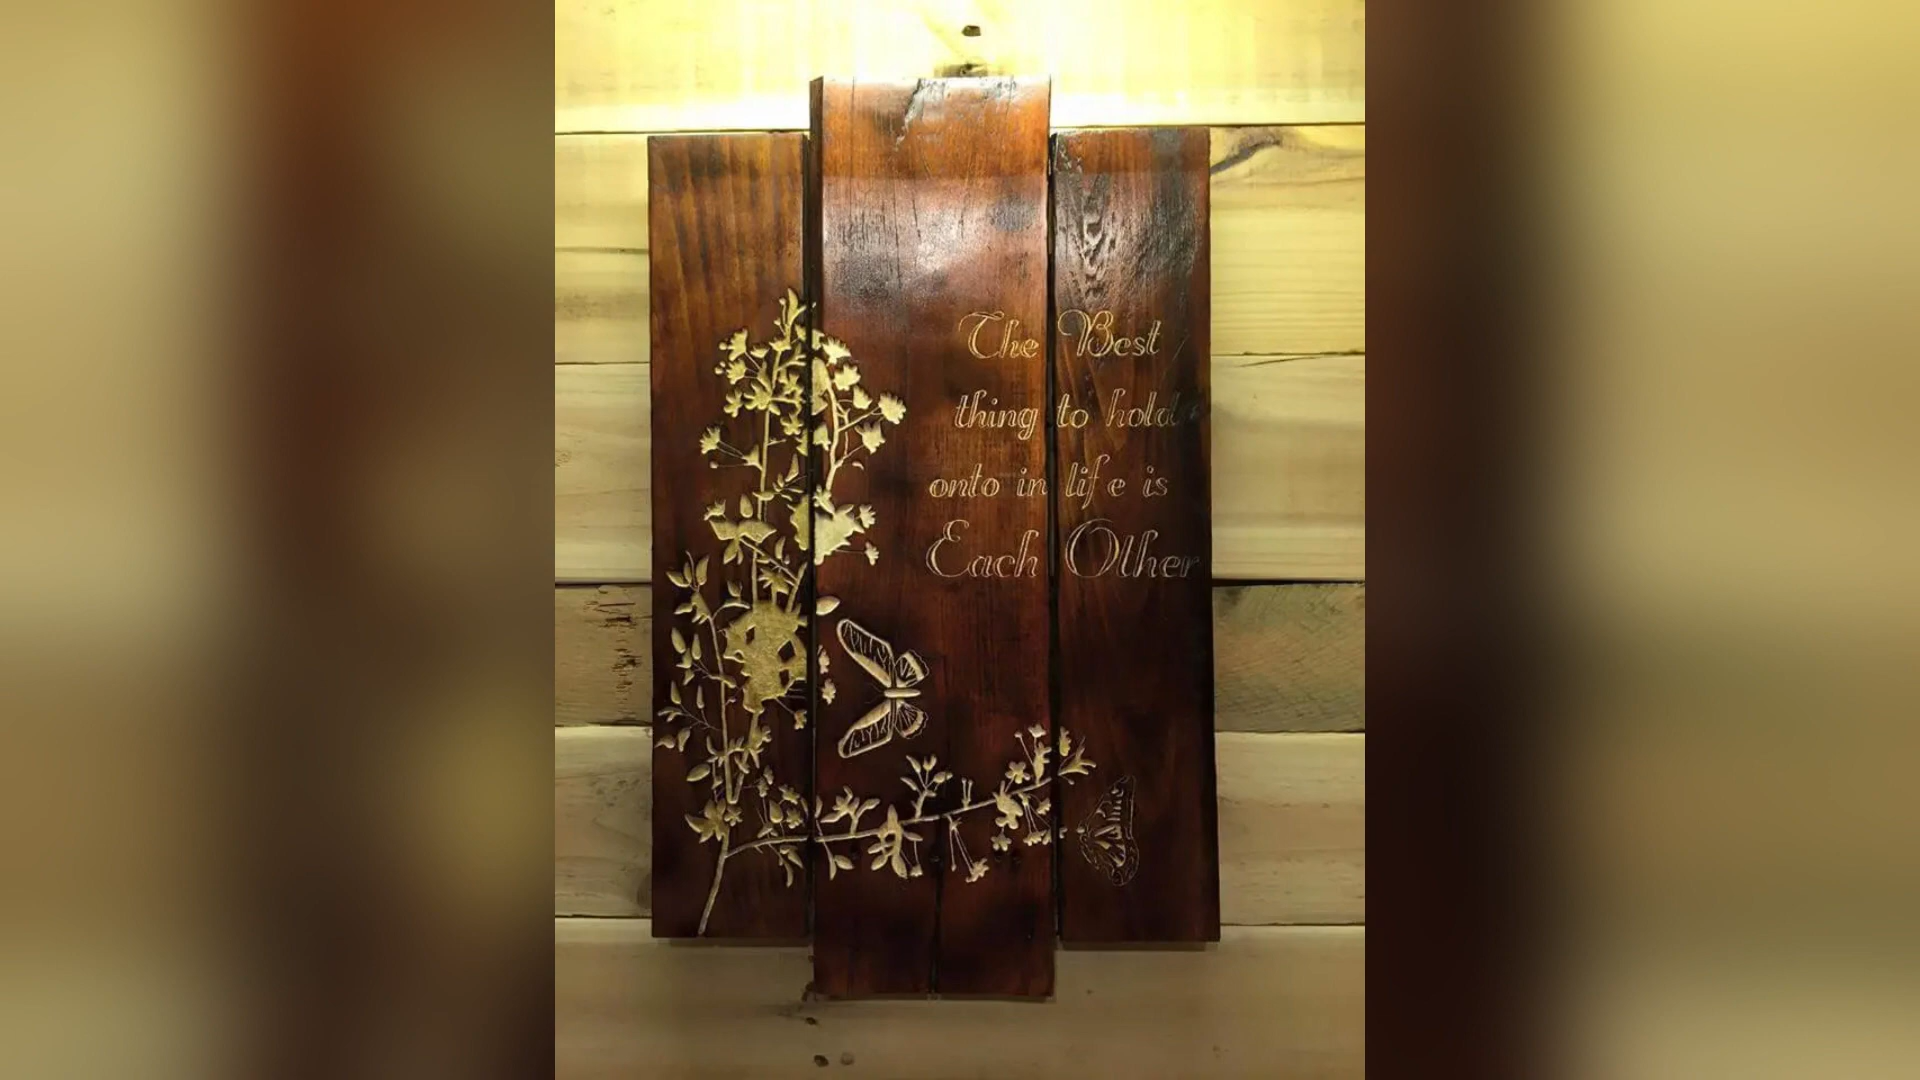 The Best
thing to hold
onto in life is
Each Other